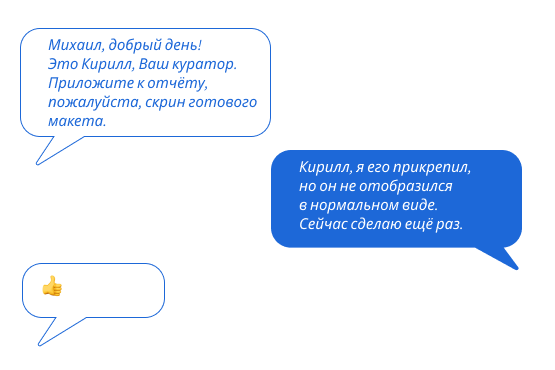 Михаил, добрый день!
Это Кирилл, Ваш куратор.
Приложите к отчёту,
пожалуйста, скрин готового
макета.
Кирилл, я его прикрепил,
но он не отобразился
в нормальном виде.
Сейчас сделаю ещё раз.
👍